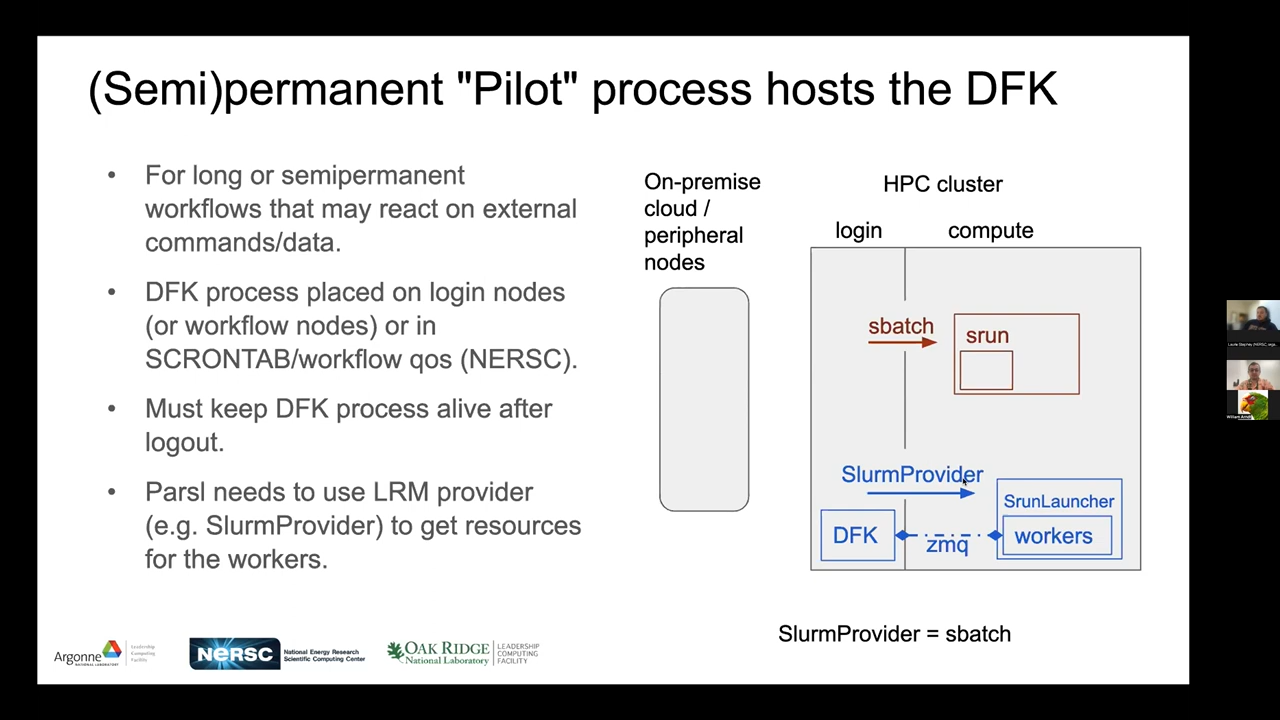 (Semi)permanent "Pilot" process hosts the DFK
• For long or semipermanent
workflows that may react on external
commands/data.
• DFK process placed on login nodes
(or workflow nodes) or in
SCRONTAB/workflow qos (NERSC).
• Must keep DFK process alive after
logout.
• Parsl needs to use LRM provider
(e.g. SlurmProvider) to get resources
for the workers.
On-premise
cloud /
peripheral
nodes
HPC cluster
login
compute
sbatch
srun
SlurmProvider
SrunLauncher
DFK
zmq
workers
SlurmProvider = sbatch
Argonne
NATIONAL LABORATORY
Leadership
Computing
Facility
NERSC
National Energy Research
Scientific Computing Center
OAK RIDGE
National Laboratory
LEADERSHIP
COMPUTING
FACILITY